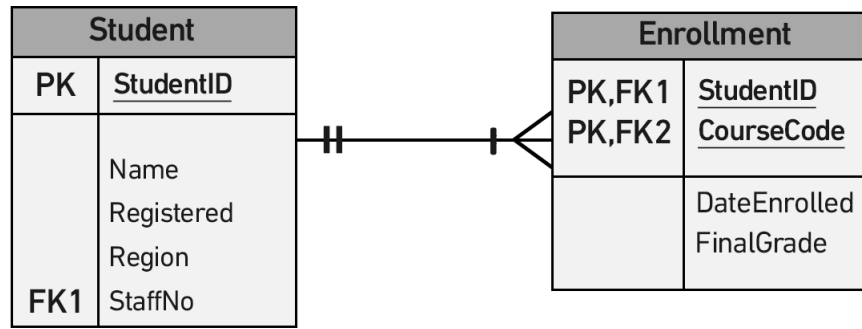 Student
PK StudentID
Name
Registered
Region
FK1 StaffNo
Enrollment
PK,FK1 StudentID
PK,FK2 CourseCode
DateEnrolled
FinalGrade